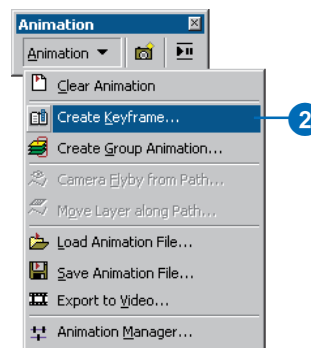 Animation
Animation
Clear Animation
Create Keyframe...
2
Create Group Animation...
Camera Flyby from Path...
Move Layer along Path...
Load Animation File...
Save Animation File...
Export to Video...
Animation Manager...